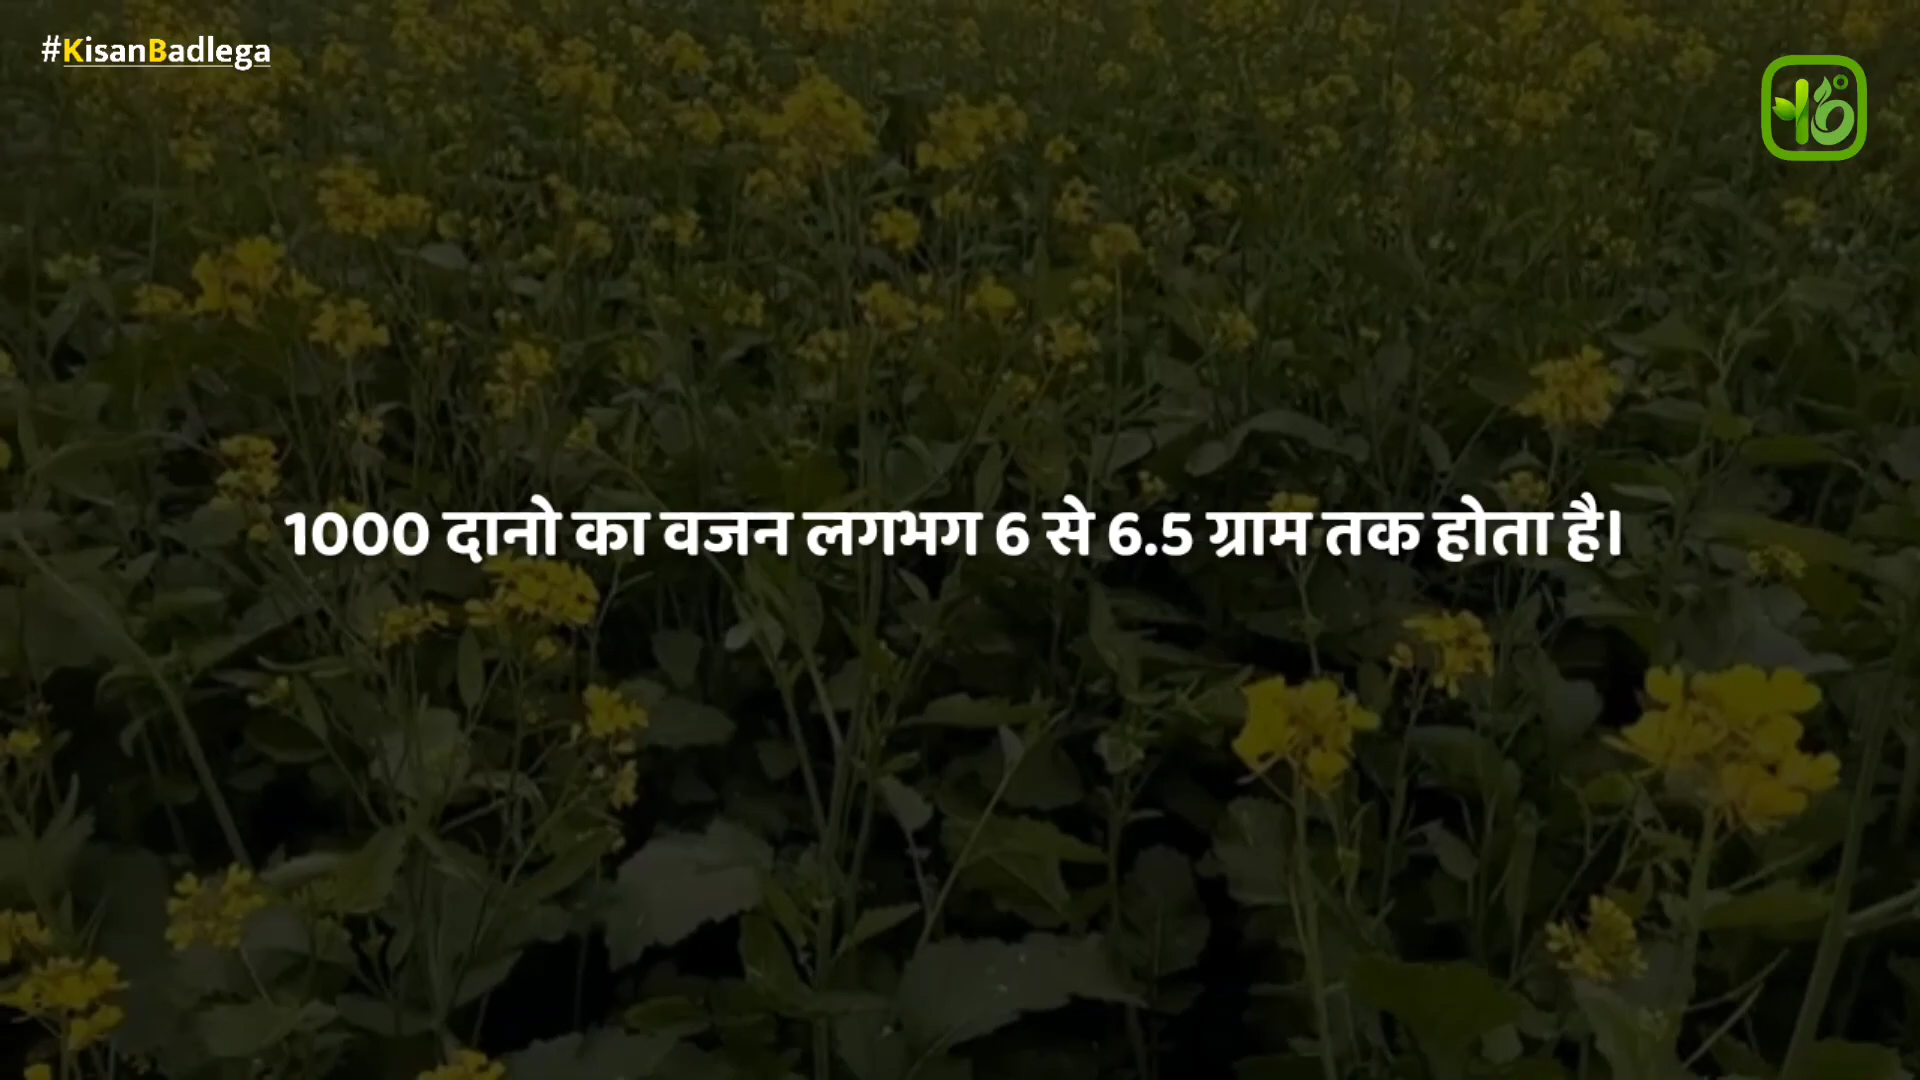 #KisanBadlega
1000 दानो का वजन लगभग 6 से 6.5 ग्राम तक होता है।